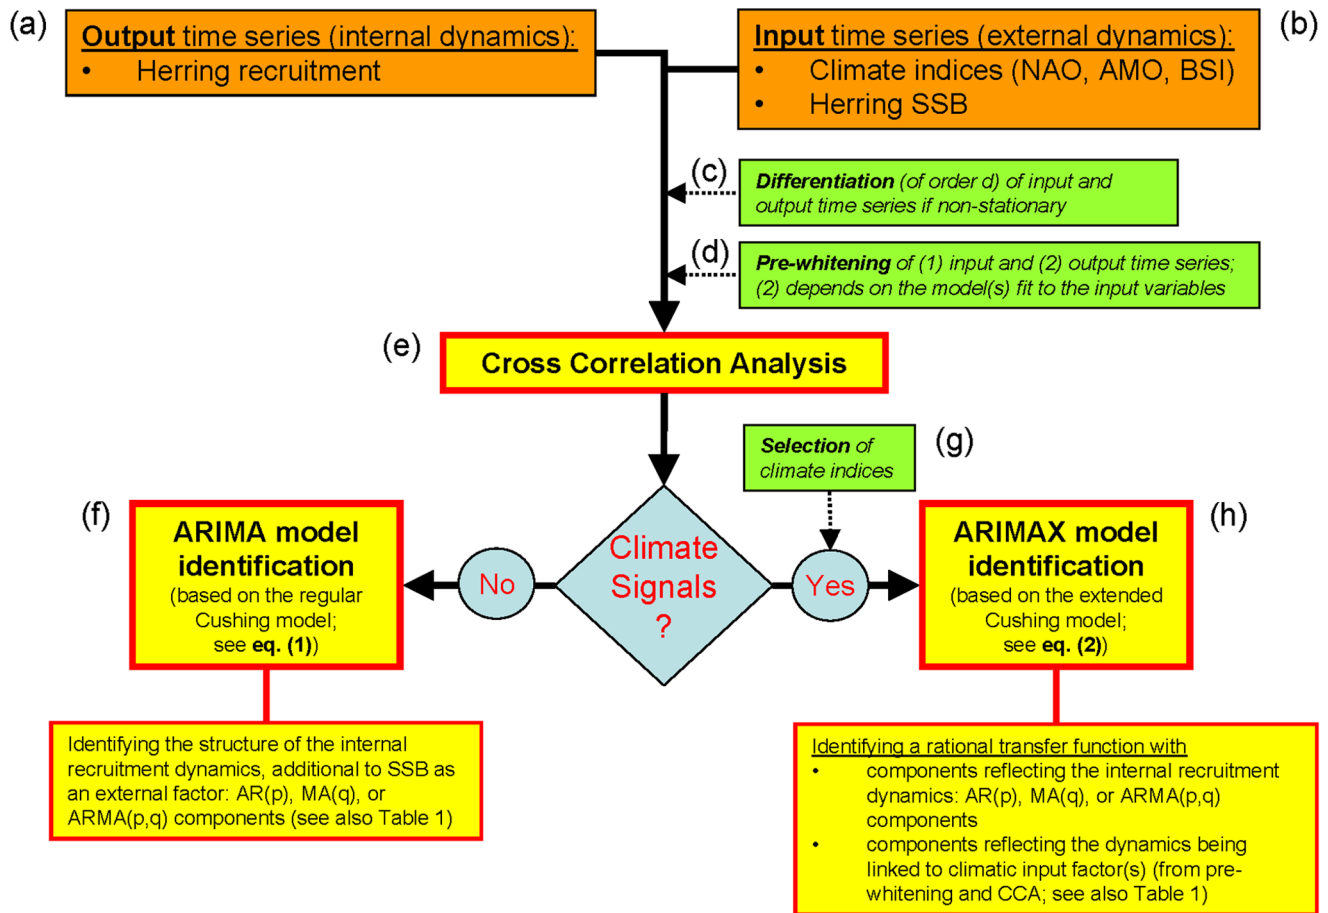 (a)
Output time series (internal dynamics):
• Herring recruitment
Input time series (external dynamics):
• Climate indices (NAO, AMO, BSI)
• Herring SSB
(b)
(c)
Differentiation (of order d) of input and
output time series if non-stationary
(d)
Pre-whitening of (1) input and (2) output time series;
(2) depends on the model(s) fit to the input variables
(e)
Cross Correlation Analysis
Selection of
climate indices
(g)
(f)
ARIMA model
identification
(based on the regular
Cushing model;
see eq. (1))
No
Climate
Signals
?
Yes
ARIMAX model
identification
(based on the extended
Cushing model;
see eq. (2))
(h)
Identifying the structure of the internal
recruitment dynamics, additional to SSB as
an external factor: AR(p), MA(q), or
ARMA(p,q) components (see also Table 1)
Identifying a rational transfer function with
• components reflecting the internal recruitment
dynamics: AR(p), MA(q), or ARMA(p,q)
components
• components reflecting the dynamics being
linked to climatic input factor(s) (from pre-
whitening and CCA; see also Table 1)